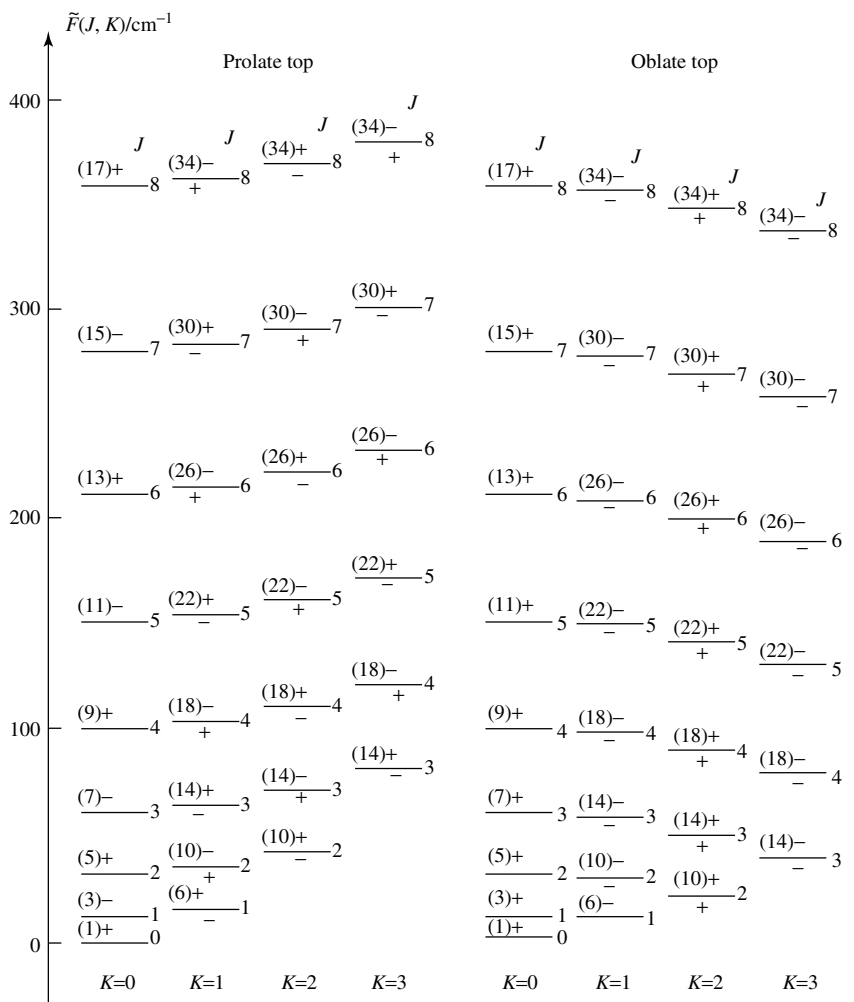 F̃(J, K)/cm⁻¹
Prolate top Oblate top
400
J J J J J J J J
(17)+ 8 (34)− + 8 (34)+ − 8 (34)− + 8 (17)+ 8 (34)− − 8 (34)+ + 8 (34)− − 8
300
(15)− 7 (30)+ − 7 (30)− + 7 (30)+ − 7 (15)+ 7 (30)− − 7 (30)+ + 7 (30)− − 7
(13)+ 6 (26)− + 6 (26)+ − 6 (26)− + 6 (13)+ 6 (26)− − 6 (26)+ + 6 (26)− − 6
200
(11)− 5 (22)+ − 5 (22)− + 5 (22)+ − 5 (11)+ 5 (22)− − 5 (22)+ + 5 (22)− − 5
(9)+ 4 (18)− + 4 (18)+ − 4 (18)− + 4 (9)+ 4 (18)− − 4 (18)+ + 4 (18)− − 4
100
(7)− 3 (14)+ − 3 (14)− + 3 (14)+ − 3 (7)+ 3 (14)− − 3 (14)+ + 3 (14)− − 3
(5)+ 2 (10)− + 2 (10)+ − 2 (5)+ 2 (10)− − 2 (10)+ + 2
(3)− 1 (6)+ − 1 (3)+ 1 (6)− − 1
(1)+ 0 (1)+ 0
0
K=0 K=1 K=2 K=3 K=0 K=1 K=2 K=3